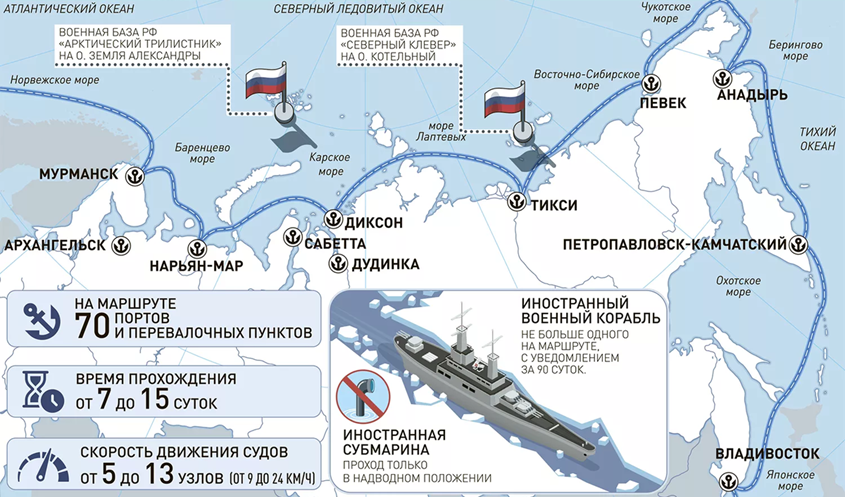 АТЛАНТИЧЕСКИЙ ОКЕАН
СЕВЕРНЫЙ ЛЕДОВИТЫЙ ОКЕАН
Чукотское
море
ВОЕННАЯ БАЗА РФ
«АРКТИЧЕСКИЙ ТРИЛИСТНИК»
НА О. ЗЕМЛЯ АЛЕКСАНДРЫ
ВОЕННАЯ БАЗА РФ
«СЕВЕРНЫЙ КЛЕВЕР»
НА О. КОТЕЛЬНЫЙ
Берингово
море
Норвежское море
Восточно-Сибирское
море
ПЕВЕК
АНАДЫРЬ
ТИХИЙ
ОКЕАН
Баренцево
море
Карское
море
море
Лаптевых
МУРМАНСК
ТИКСИ
ДИКСОН
АРХАНГЕЛЬСК
САБЕТТА
ПЕТРОПАВЛОВСК-КАМЧАТСКИЙ
НАРЬЯН-МАР
ДУДИНКА
Охотское
море
НА МАРШРУТЕ
70 ПОРТОВ
И ПЕРЕВАЛОЧНЫХ ПУНКТОВ
ВРЕМЯ ПРОХОЖДЕНИЯ
ОТ 7 ДО 15 СУТОК
СКОРОСТЬ ДВИЖЕНИЯ СУДОВ
ОТ 5 ДО 13 УЗЛОВ (ОТ 9 ДО 24 КМ/Ч)
ИНОСТРАННЫЙ
ВОЕННЫЙ КОРАБЛЬ
НЕ БОЛЬШЕ ОДНОГО
НА МАРШРУТЕ,
С УВЕДОМЛЕНИЕМ
ЗА 90 СУТОК.
ИНОСТРАННАЯ
СУБМАРИНА
ПРОХОД ТОЛЬКО
В НАДВОДНОМ ПОЛОЖЕНИИ
ВЛАДИВОСТОК
Японское
море